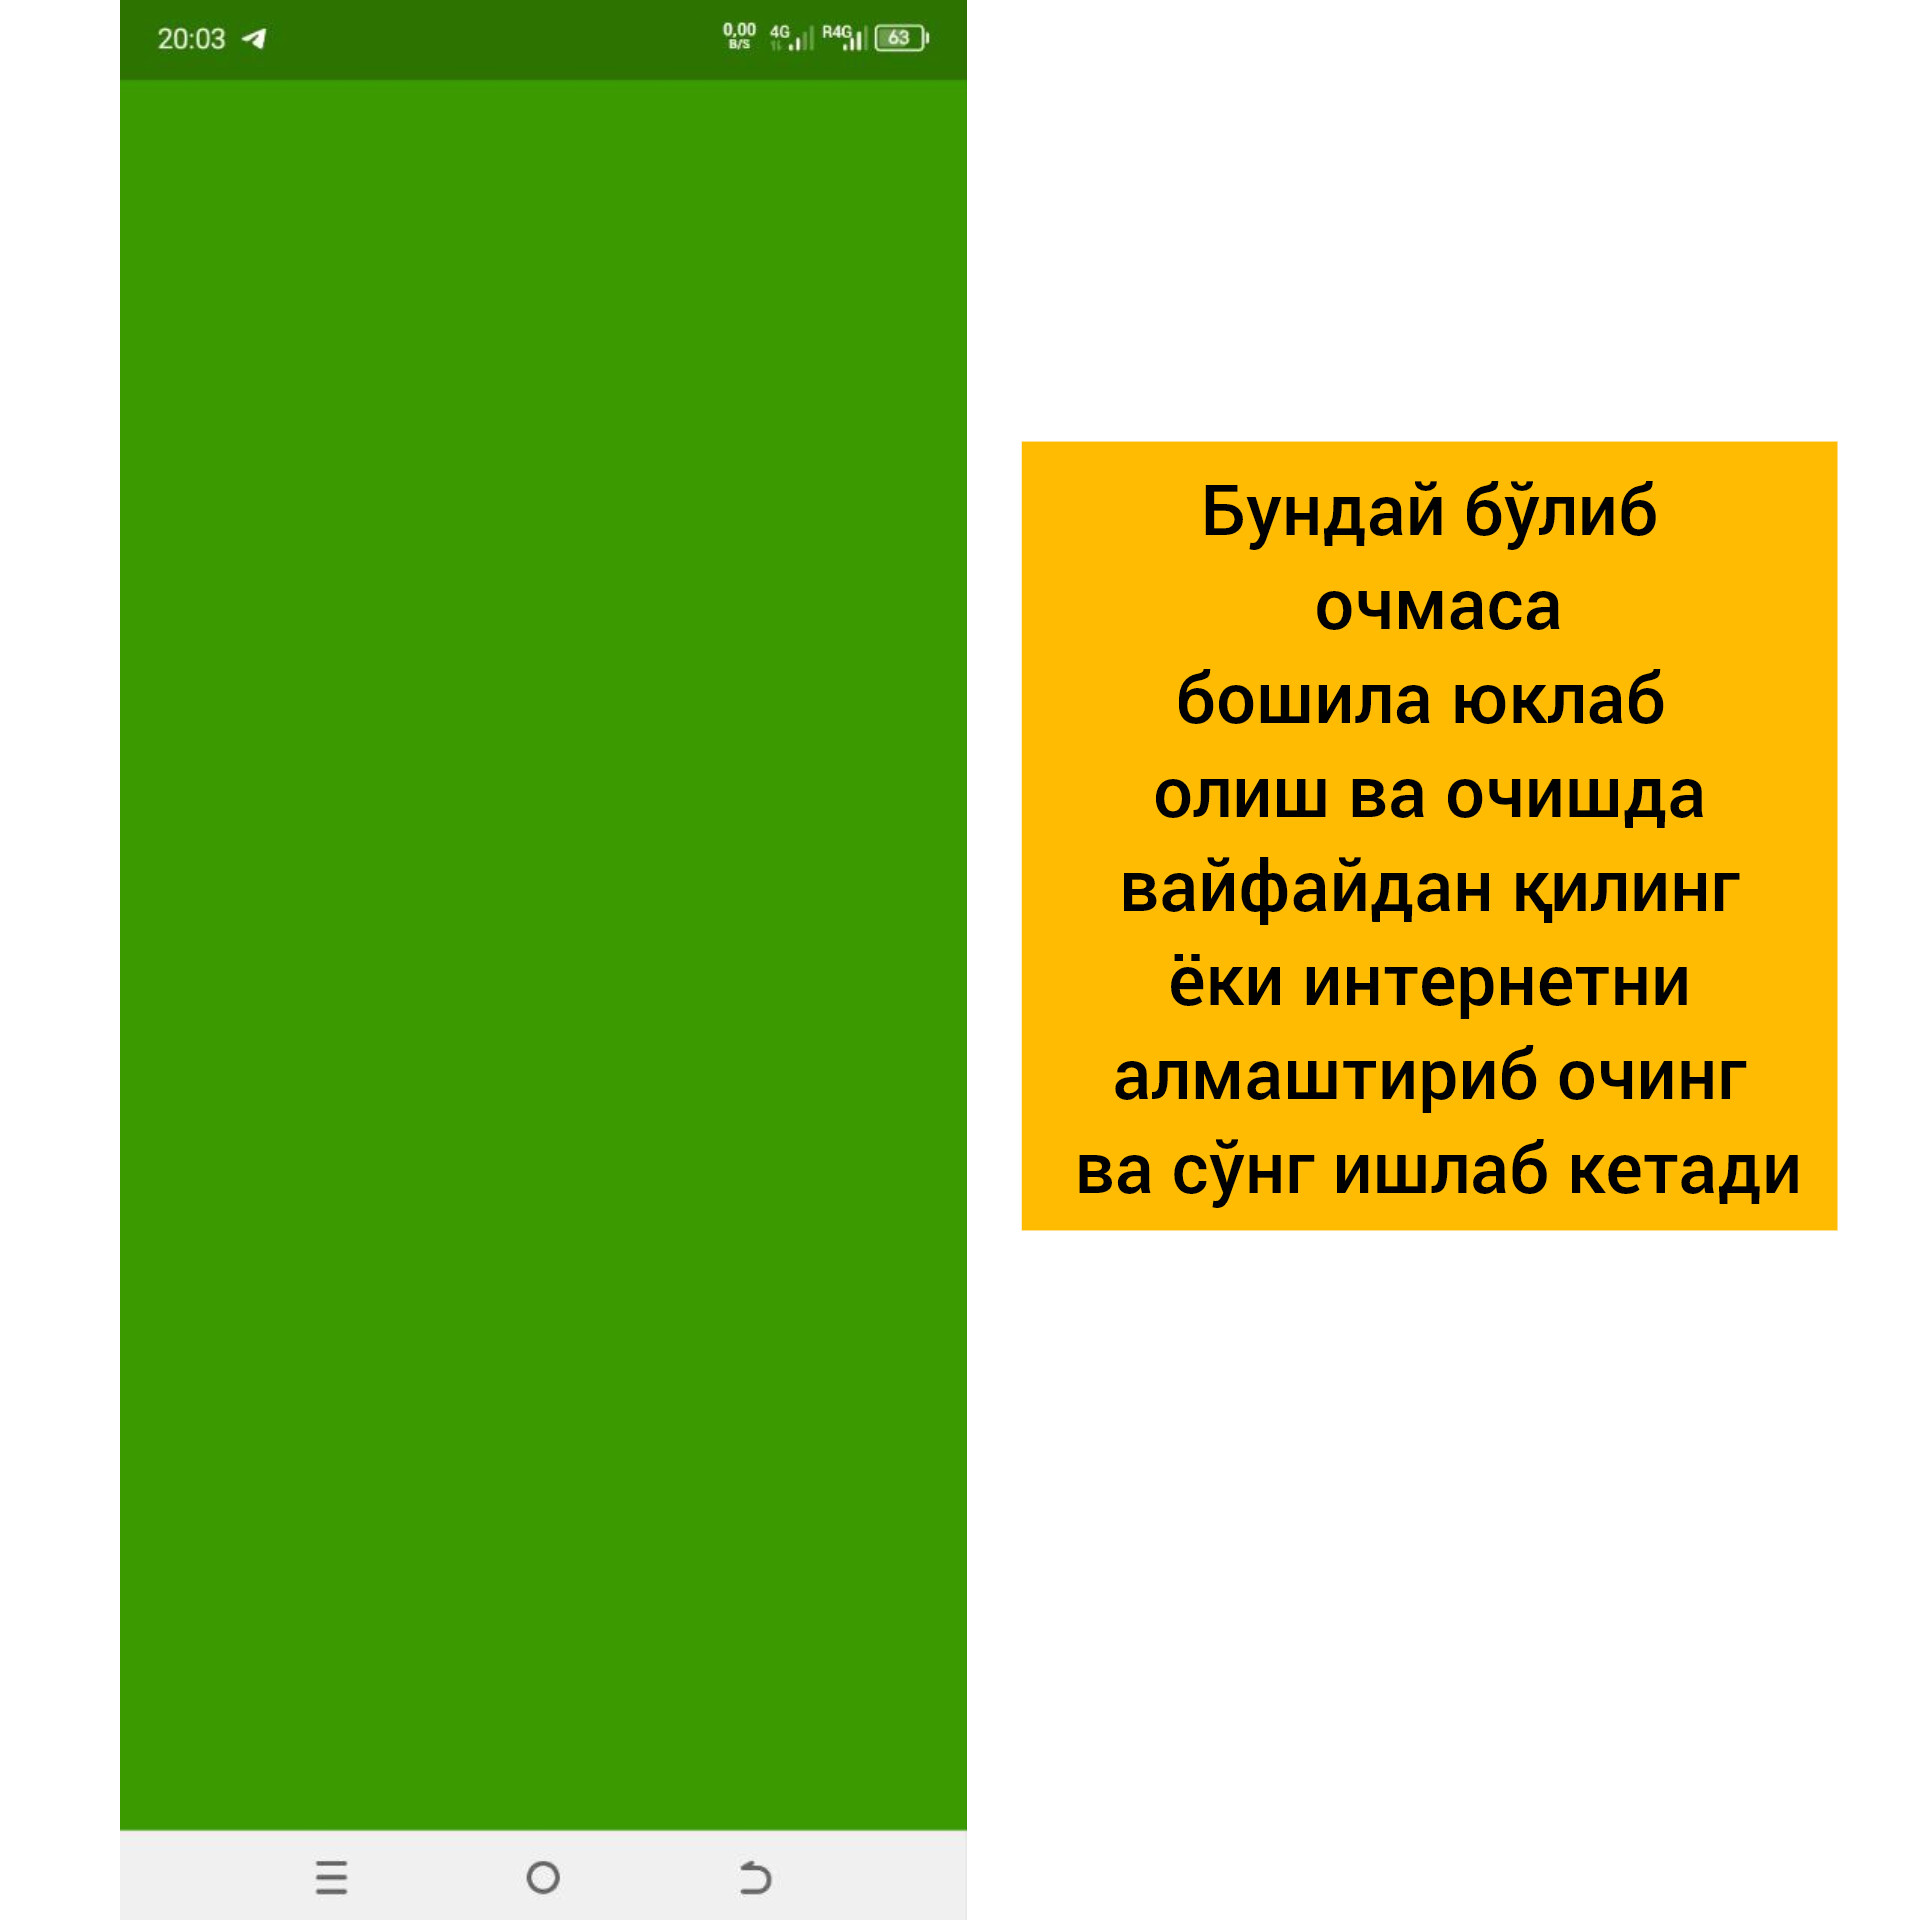 20:03
0,00 B/S 4G R4G 63
Бундай бўлиб
очмаса
бошила юклаб
олиш ва очишда
вайфайдан қилинг
ёки интернетни
алмаштириб очинг
ва сўнг ишлаб кетади